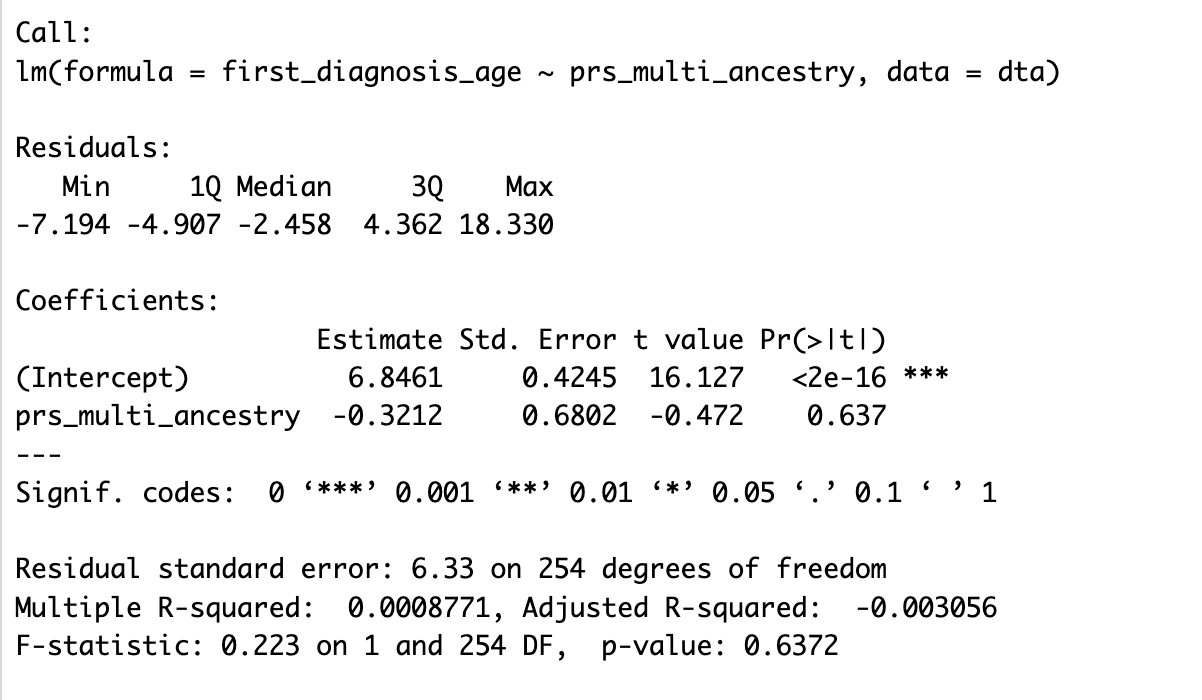 Call:
lm(formula = first_diagnosis_age ~ prs_multi_ancestry, data = dta)
Residuals:
Min 1Q Median 3Q Max
-7.194 -4.907 -2.458 4.362 18.330
Coefficients:
Estimate Std. Error t value Pr(>|t|)
(Intercept) 6.8461 0.4245 16.127 <2e-16 ***
prs_multi_ancestry -0.3212 0.6802 -0.472 0.637
---
Signif. codes: 0 ‘***’ 0.001 ‘**’ 0.01 ‘*’ 0.05 ‘.’ 0.1 ‘ ’ 1
Residual standard error: 6.33 on 254 degrees of freedom
Multiple R-squared: 0.0008771, Adjusted R-squared: -0.003056
F-statistic: 0.223 on 1 and 254 DF, p-value: 0.6372